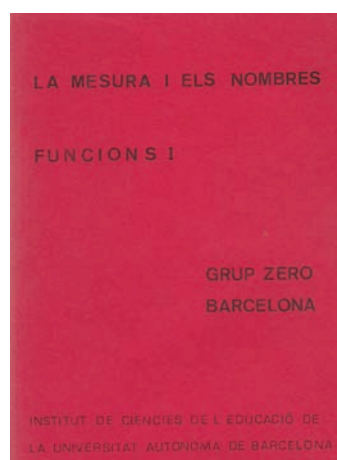 LA MESURA I ELS NOMBRES
FUNCIONS I
GRUP ZERO
BARCELONA
INSTITUT DE CIENCIES DE L EDUCACIÓ DE
LA UNIVERSITAT AUTONOMA DE BARCELONA